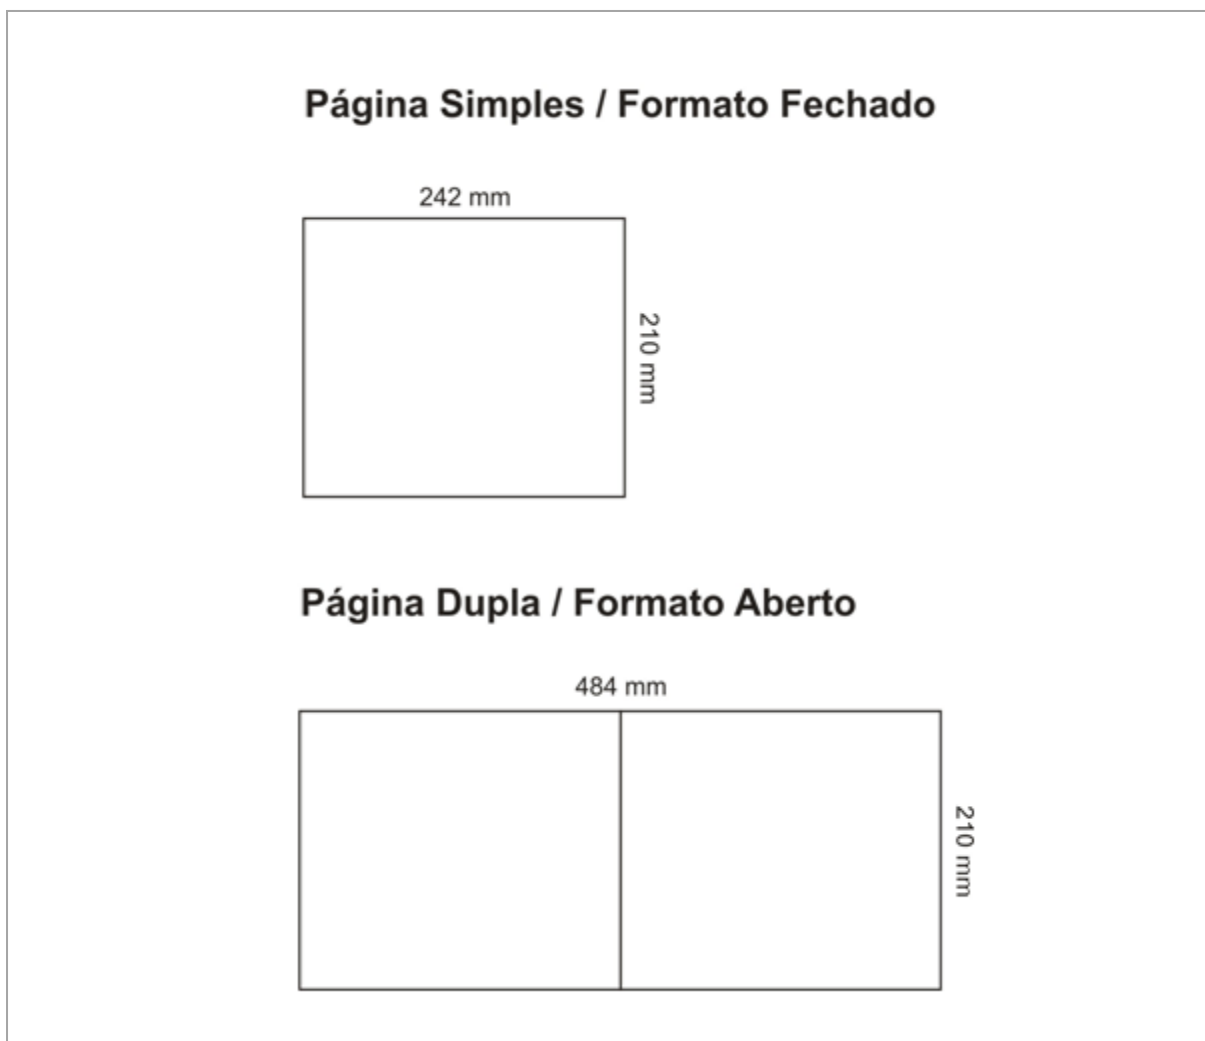 Página Simples / Formato Fechado
242 mm
210 mm
Página Dupla / Formato Aberto
484 mm
210 mm